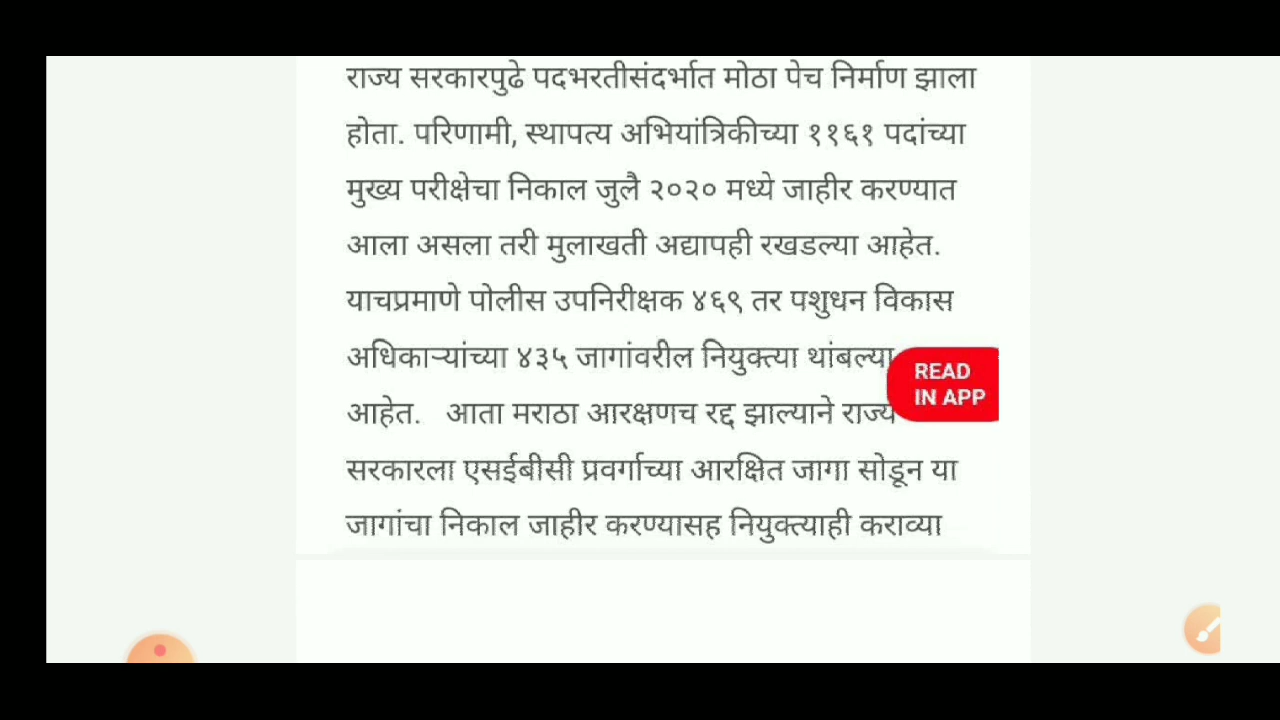 राज्य सरकारपुढे पदभरतीसंदर्भात मोठा पेच निर्माण झाला
होता. परिणामी, स्थापत्य अभियांत्रिकीच्या ११६१ पदांच्या
मुख्य परीक्षेचा निकाल जुलै २०२० मध्ये जाहीर करण्यात
आला असला तरी मुलाखती अद्यापही रखडल्या आहेत.
याचप्रमाणे पोलीस उपनिरीक्षक ४६९ तर पशुधन विकास
अधिकाऱ्यांच्या ४३५ जागांवरील नियुक्त्या थांबल्या
READ
IN APP
आहेत. आता मराठा आरक्षणच रद्द झाल्याने राज्य
सरकारला एसईबीसी प्रवर्गाच्या आरक्षित जागा सोडून या
जागांचा निकाल जाहीर करण्यासह नियुक्त्याही कराव्या